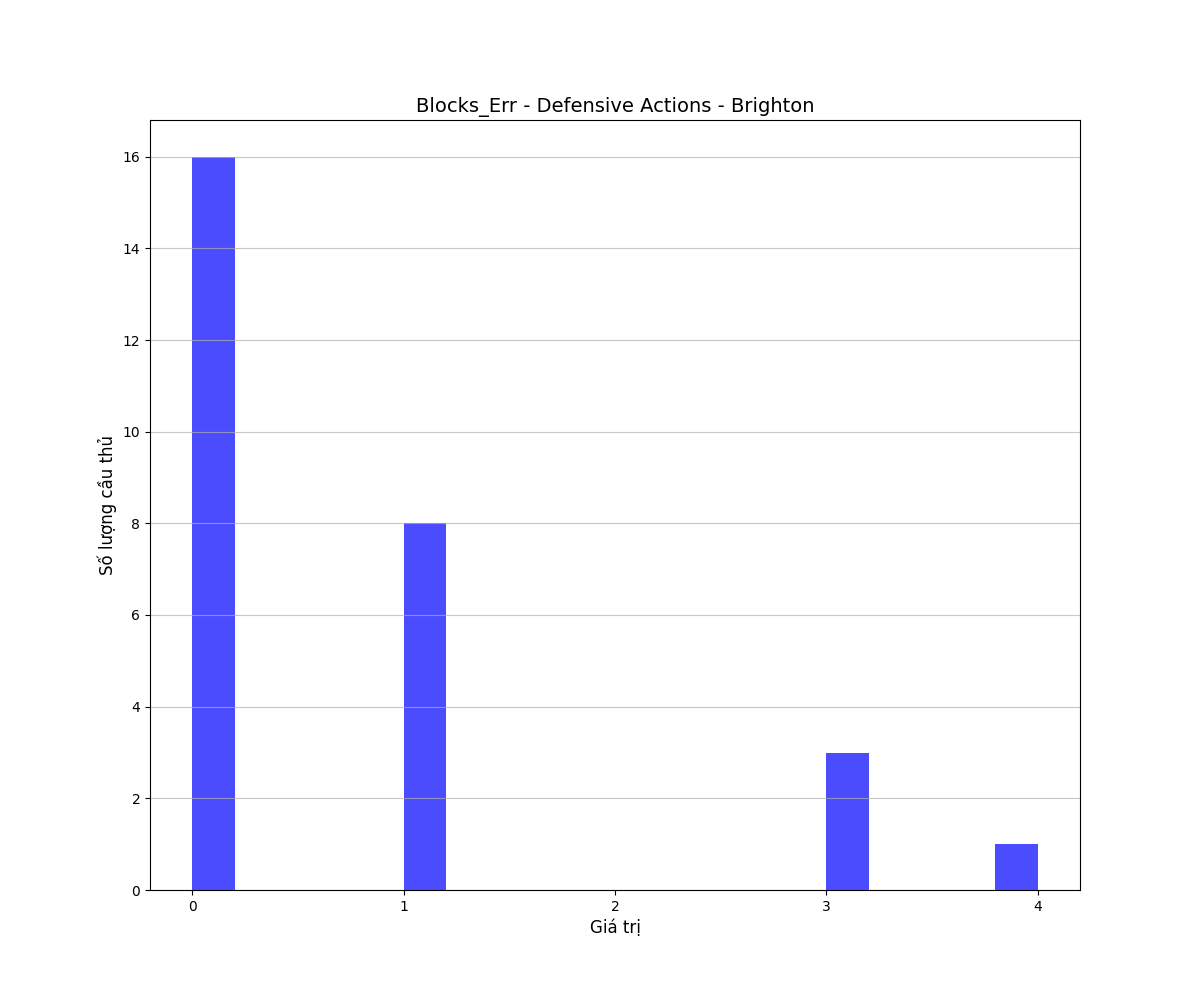 Blocks_Err - Defensive Actions - Brighton
16
14
12
10
8
6
4
2
0
Số lượng cầu thủ
0 1 2 3 4
Giá trị